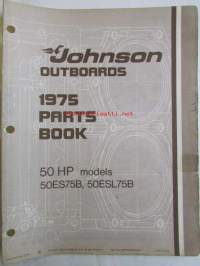 Johnson
OUTBOARDS
1975
PARTS
BOOK
50 HP models
50ES75B, 50ESL75B